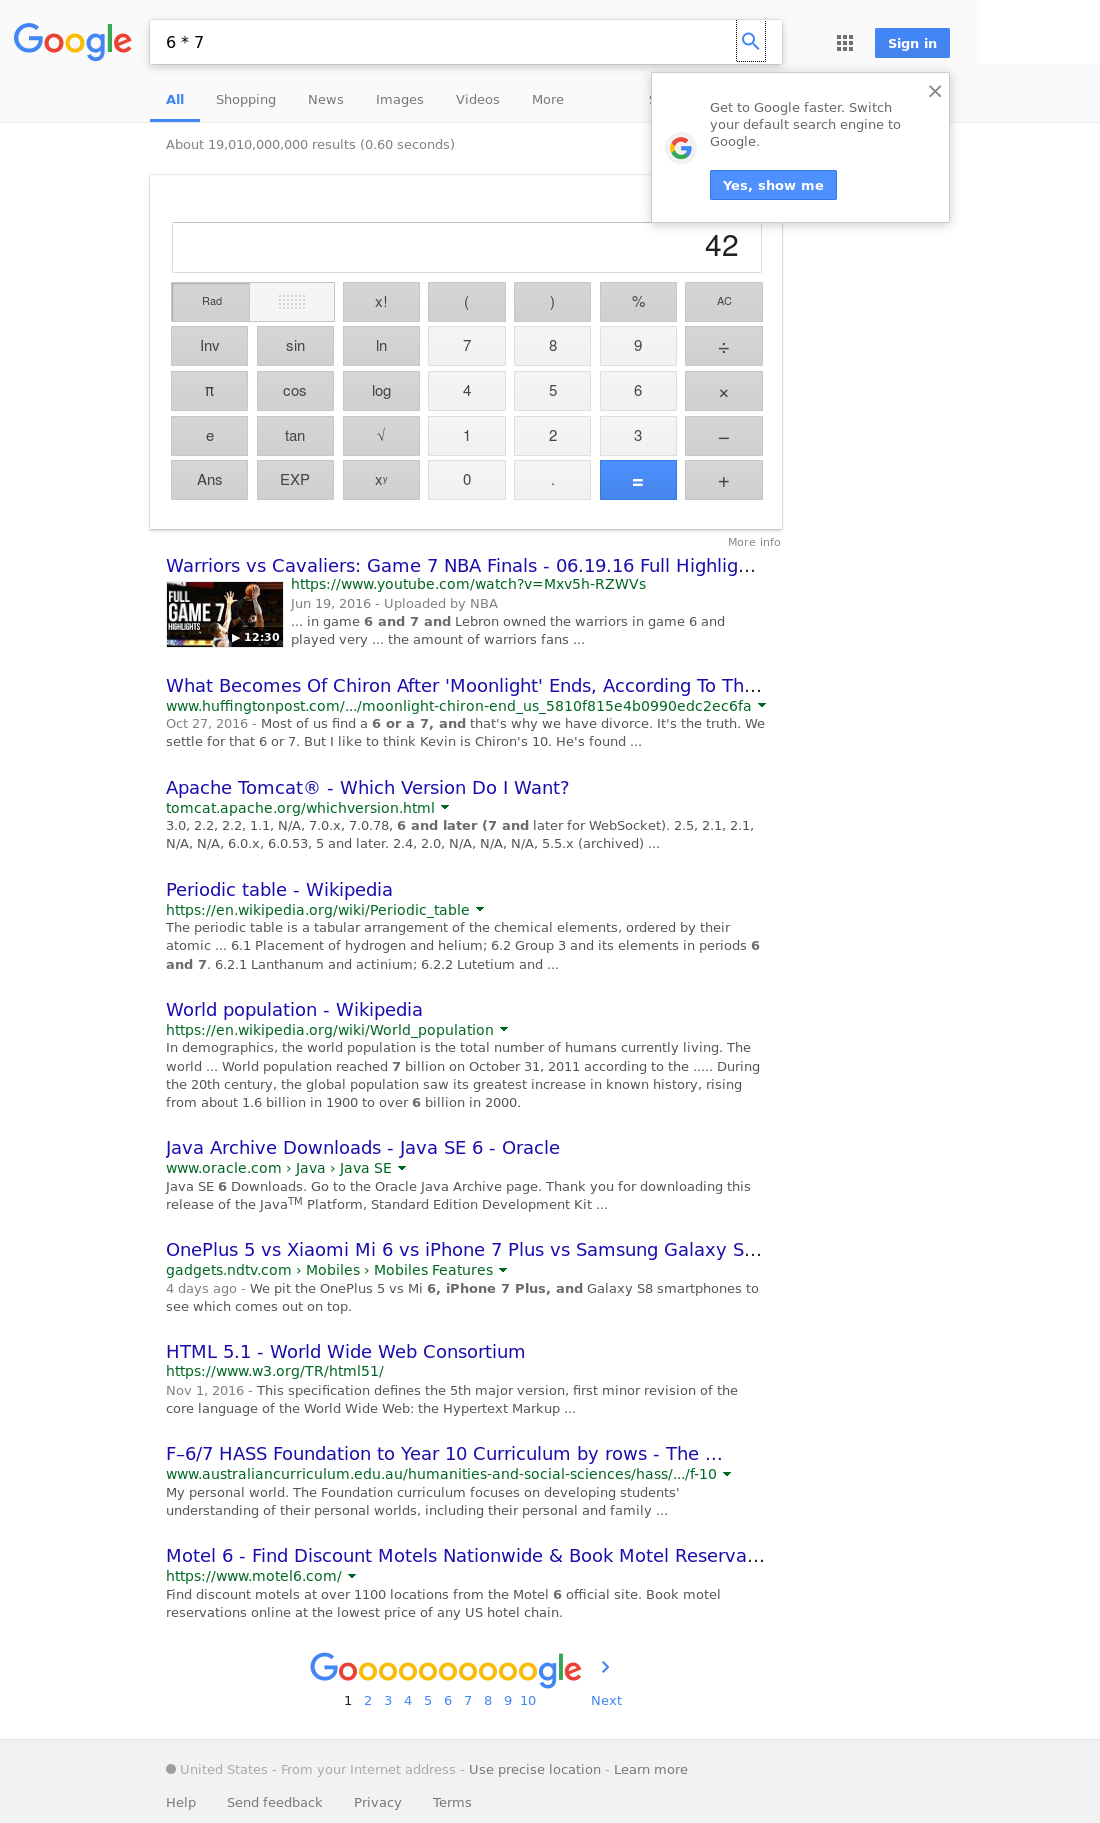 Google
6 * 7
Sign in
All Shopping News Images Videos More
Get to Google faster. Switch
your default search engine to
Google.
Yes, show me
About 19,010,000,000 results (0.60 seconds)
42
Rad x! ( ) % AC
Inv sin ln 7 8 9 ÷
π cos log 4 5 6 ×
e tan √ 1 2 3 −
Ans EXP xʸ 0 . = +
More info
Warriors vs Cavaliers: Game 7 NBA Finals - 06.19.16 Full Highlig...
https://www.youtube.com/watch?v=Mxv5h-RZWVs
FULL
GAME 7
HIGHLIGHTS
12:30
Jun 19, 2016 - Uploaded by NBA
... in game 6 and 7 and Lebron owned the warriors in game 6 and
played very ... the amount of warriors fans ...
What Becomes Of Chiron After 'Moonlight' Ends, According To Th...
www.huffingtonpost.com/.../moonlight-chiron-end_us_5810f815e4b0990edc2ec6fa
Oct 27, 2016 - Most of us find a 6 or a 7, and that's why we have divorce. It's the truth. We
settle for that 6 or 7. But I like to think Kevin is Chiron's 10. He's found ...
Apache Tomcat® - Which Version Do I Want?
tomcat.apache.org/whichversion.html
3.0, 2.2, 2.2, 1.1, N/A, 7.0.x, 7.0.78, 6 and later (7 and later for WebSocket). 2.5, 2.1, 2.1,
N/A, N/A, 6.0.x, 6.0.53, 5 and later. 2.4, 2.0, N/A, N/A, N/A, 5.5.x (archived) ...
Periodic table - Wikipedia
https://en.wikipedia.org/wiki/Periodic_table
The periodic table is a tabular arrangement of the chemical elements, ordered by their
atomic ... 6.1 Placement of hydrogen and helium; 6.2 Group 3 and its elements in periods 6
and 7. 6.2.1 Lanthanum and actinium; 6.2.2 Lutetium and ...
World population - Wikipedia
https://en.wikipedia.org/wiki/World_population
In demographics, the world population is the total number of humans currently living. The
world ... World population reached 7 billion on October 31, 2011 according to the ..... During
the 20th century, the global population saw its greatest increase in known history, rising
from about 1.6 billion in 1900 to over 6 billion in 2000.
Java Archive Downloads - Java SE 6 - Oracle
www.oracle.com › Java › Java SE
Java SE 6 Downloads. Go to the Oracle Java Archive page. Thank you for downloading this
release of the Java™ Platform, Standard Edition Development Kit ...
OnePlus 5 vs Xiaomi Mi 6 vs iPhone 7 Plus vs Samsung Galaxy S...
gadgets.ndtv.com › Mobiles › Mobiles Features
4 days ago - We pit the OnePlus 5 vs Mi 6, iPhone 7 Plus, and Galaxy S8 smartphones to
see which comes out on top.
HTML 5.1 - World Wide Web Consortium
https://www.w3.org/TR/html51/
Nov 1, 2016 - This specification defines the 5th major version, first minor revision of the
core language of the World Wide Web: the Hypertext Markup ...
F–6/7 HASS Foundation to Year 10 Curriculum by rows - The ...
www.australiancurriculum.edu.au/humanities-and-social-sciences/hass/.../f-10
My personal world. The Foundation curriculum focuses on developing students'
understanding of their personal worlds, including their personal and family ...
Motel 6 - Find Discount Motels Nationwide & Book Motel Reserva...
https://www.motel6.com/
Find discount motels at over 1100 locations from the Motel 6 official site. Book motel
reservations online at the lowest price of any US hotel chain.
Goooooooooogle
1 2 3 4 5 6 7 8 9 10 Next
United States - From your Internet address - Use precise location - Learn more
Help Send feedback Privacy Terms